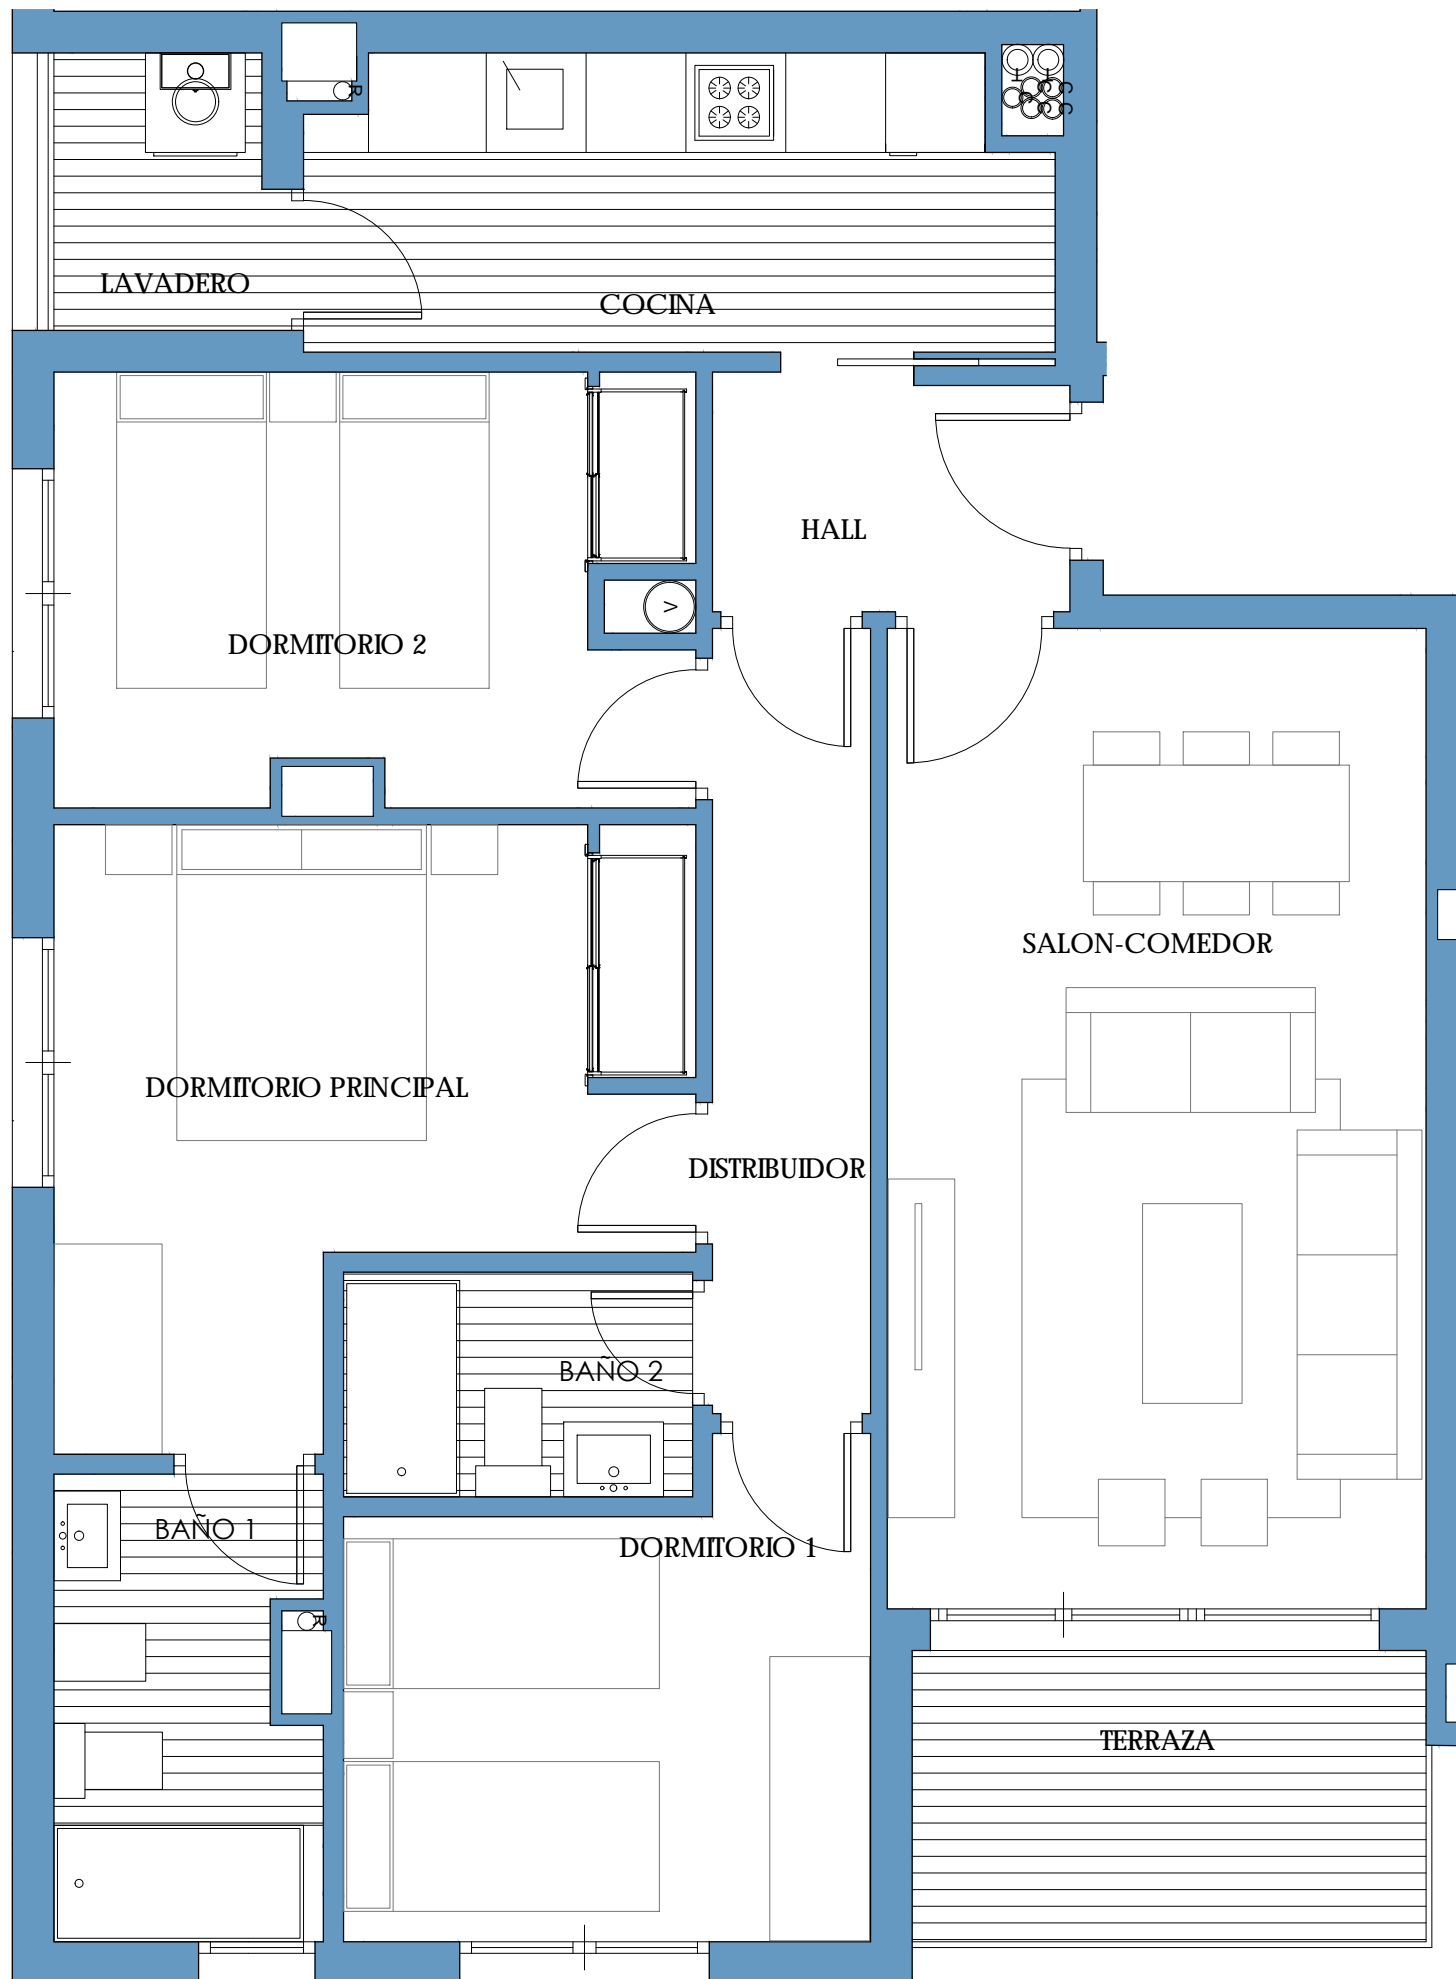 R
C
C
C
C
LAVADERO
COCINA
HALL
V
DORMITORIO 2
SALON-COMEDOR
DORMITORIO PRINCIPAL
DISTRIBUIDOR
BAÑO 2
BAÑO 1
DORMITORIO 1
R
TERRAZA